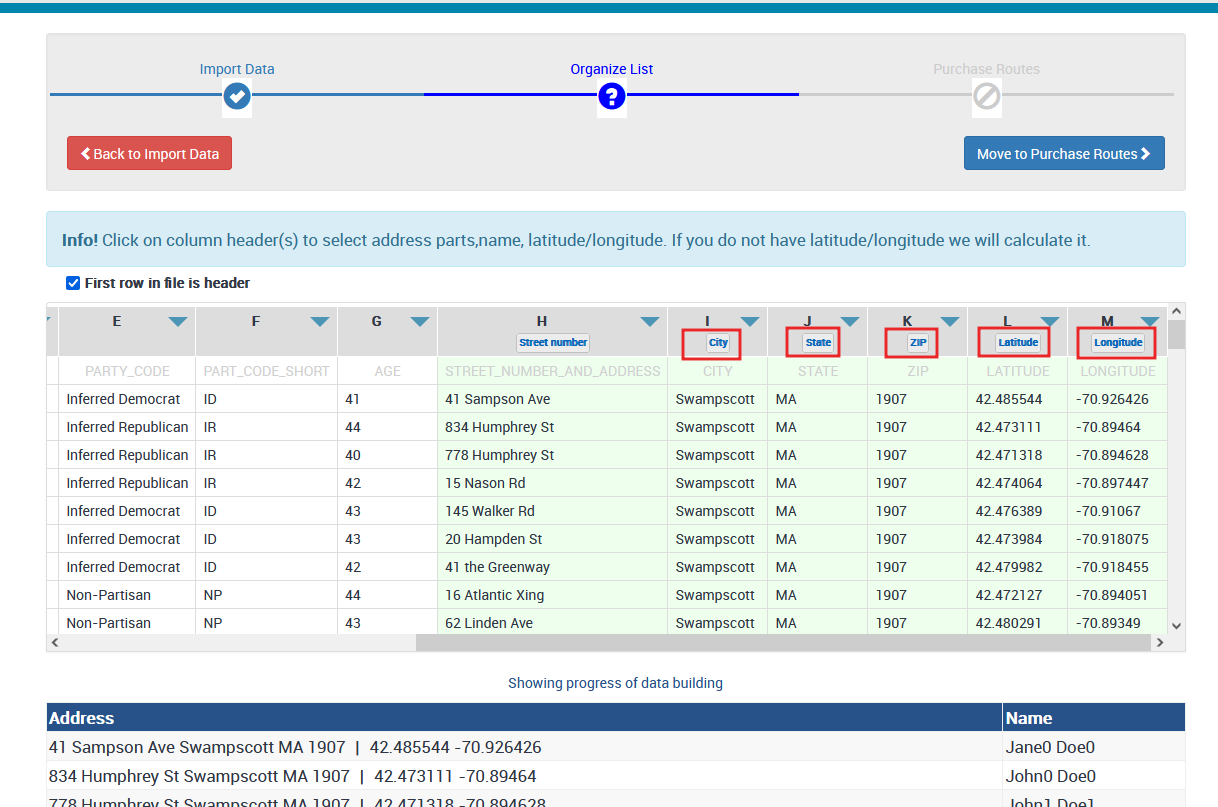 Import Data Organize List Purchase Routes
Back to Import Data Move to Purchase Routes
Info! Click on column header(s) to select address parts,name, latitude/longitude. If you do not have latitude/longitude we will calculate it.
First row in file is header
E F G H I J K L M
Street number City State ZIP Latitude Longitude
PARTY_CODE PART_CODE_SHORT AGE STREET_NUMBER_AND_ADDRESS CITY STATE ZIP LATITUDE LONGITUDE
Inferred Democrat ID 41 41 Sampson Ave Swampscott MA 1907 42.485544 -70.926426
Inferred Republican IR 44 834 Humphrey St Swampscott MA 1907 42.473111 -70.89464
Inferred Republican IR 40 778 Humphrey St Swampscott MA 1907 42.471318 -70.894628
Inferred Republican IR 42 15 Nason Rd Swampscott MA 1907 42.474064 -70.897447
Inferred Democrat ID 43 145 Walker Rd Swampscott MA 1907 42.476389 -70.91067
Inferred Democrat ID 43 20 Hampden St Swampscott MA 1907 42.473984 -70.918075
Inferred Democrat ID 42 41 the Greenway Swampscott MA 1907 42.479982 -70.918455
Non-Partisan NP 44 16 Atlantic Xing Swampscott MA 1907 42.472127 -70.894051
Non-Partisan NP 43 62 Linden Ave Swampscott MA 1907 42.480291 -70.89349
Showing progress of data building
Address Name
41 Sampson Ave Swampscott MA 1907 | 42.485544 -70.926426 Jane0 Doe0
834 Humphrey St Swampscott MA 1907 | 42.473111 -70.89464 John0 Doe0
778 Humphrey St Swampscott MA 1907 | 42.471318 -70.894628 John1 Doe1